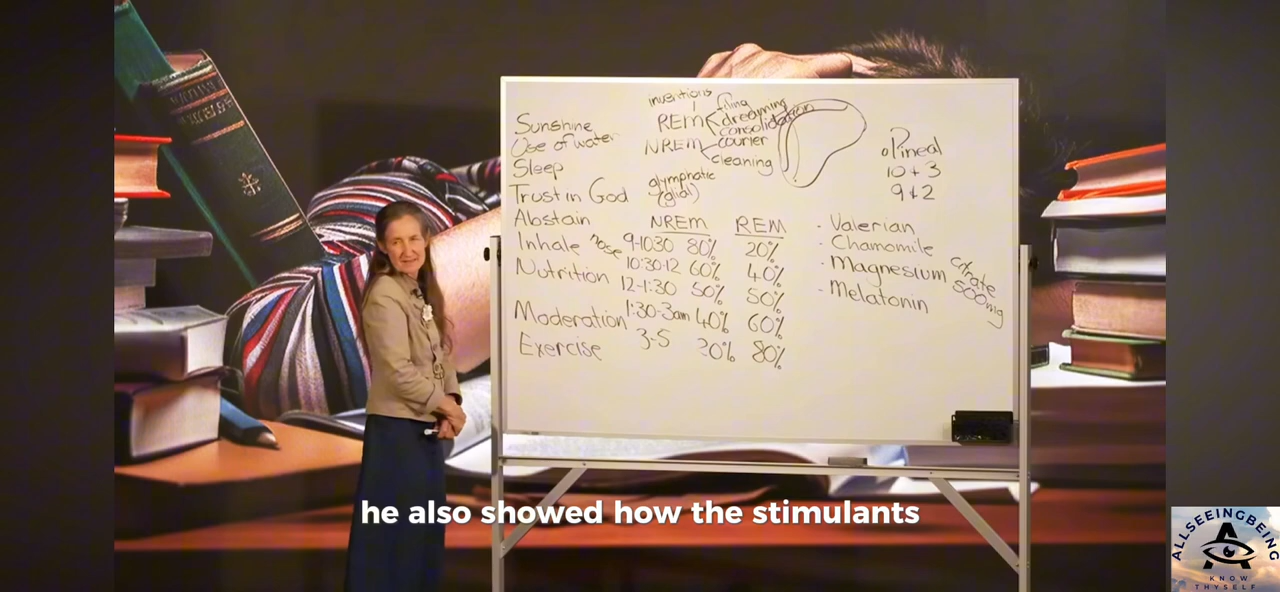 Sunshine
Use of water
Sleep
Trust in God
Abstain
Inhale nose
Nutrition
Moderation
Exercise
inventions
REM
filing
dreaming
consolidation
NREM
courier
cleaning
glymphatic
(glial)
NREM REM
9-10:30 80% 20%
10:30-12 60% 40%
12-1:30 50% 50%
1:30-3am 40% 60%
3-5 20% 80%
Pineal
10 + 3
9 + 2
- Valerian
- Chamomile
- Magnesium citrate 500mg
- Melatonin
he also showed how the stimulants
ALLSEEINGBEING
KNOW
THYSELF